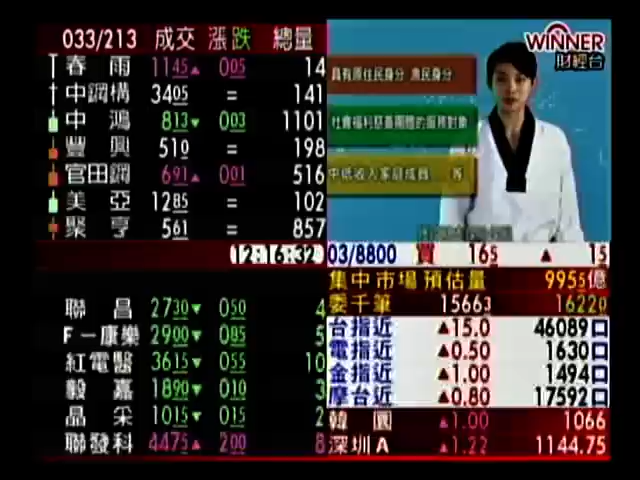 033/213 成交 漲跌 總量
春雨 1145▲ 005 14
中鋼構 3405 = 141
中鴻 813▼ 003 1101
豐興 510 = 198
官田鋼 691▲ 001 516
美亞 1285 = 102
聚亨 561 = 857
12:16:32
聯昌 2730▼ 050 4
F－康樂 2900▼ 085 5
紅電醫 3615▼ 055 10
毅嘉 1890▼ 010 3
晶采 1015▼ 015 2
聯發科 4475▲ 200 8
WINNER
財經台
具有原住民身分 漁民身分
社會福利慈善團體的服務對象
中低收入家庭成員 等
03/8800 買 165 ▲ 15
集中市場預估量 9955億
委千筆 15663 16220
台指近 ▲15.0 46089口
電指近 ▲0.50 1630口
金指近 ▲1.00 1494口
摩台近 ▲0.80 17592口
韓圓 ▲1.00 1066
深圳A ▲1.22 1144.75